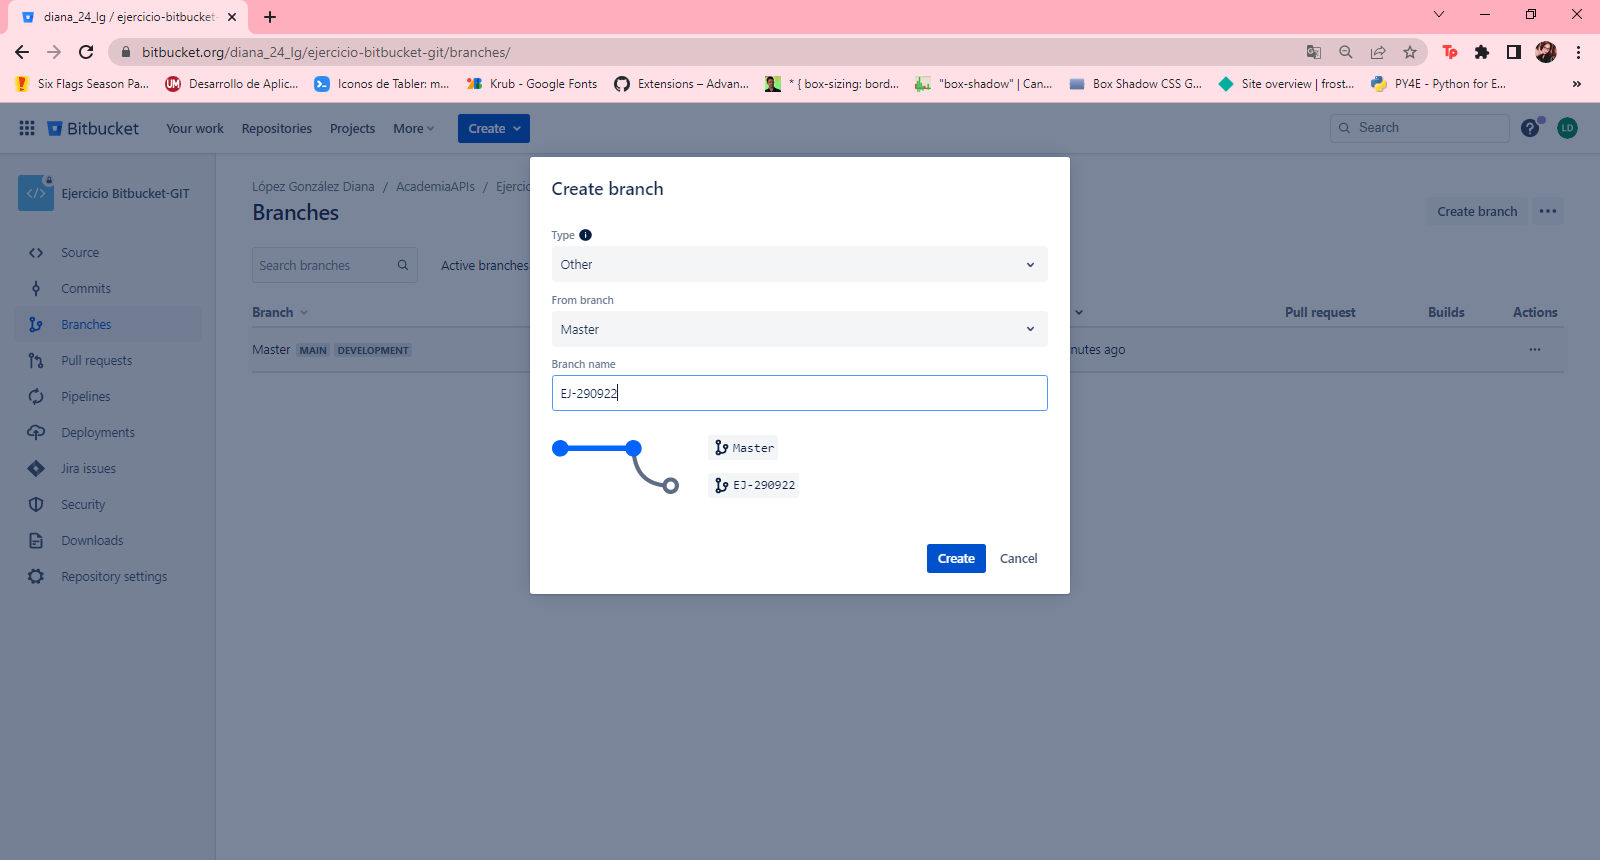 diana_24_lg / ejercicio-bitbucket-
bitbucket.org/diana_24_lg/ejercicio-bitbucket-git/branches/
Six Flags Season Pa... Desarrollo de Aplic... Iconos de Tabler: m... Krub - Google Fonts Extensions – Advan... * { box-sizing: bord... "box-shadow" | Can... Box Shadow CSS G... Site overview | frost... PY4E - Python for E... »
Bitbucket Your work Repositories Projects More Create Search LD
Ejercicio Bitbucket-GIT
Source
Commits
Branches
Pull requests
Pipelines
Deployments
Jira issues
Security
Downloads
Repository settings
López González Diana / AcademiaAPIs / Ejercic
Branches
Create branch
Search branches Active branches
Branch Pull request Builds Actions
Master MAIN DEVELOPMENT nutes ago
Create branch
Type
Other
From branch
Master
Branch name
EJ-290922
Master
EJ-290922
Create Cancel